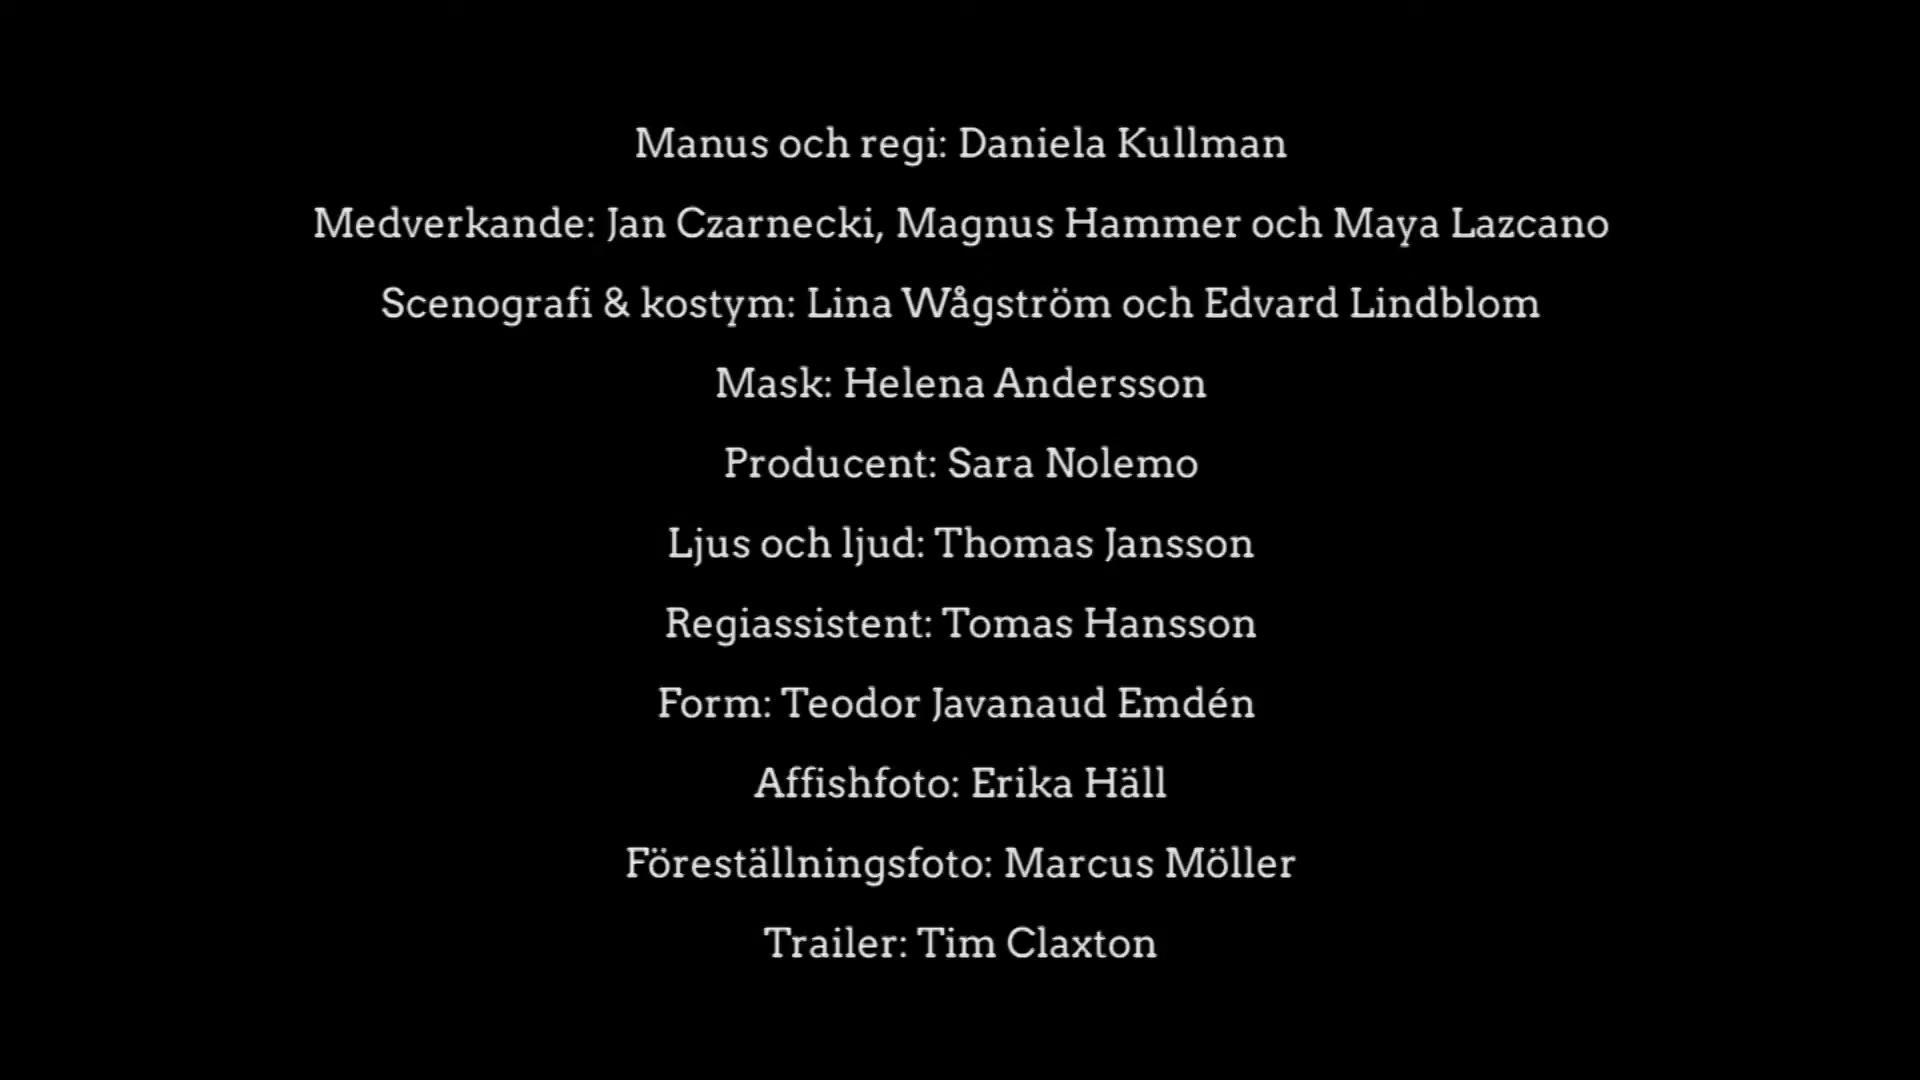 Manus och regi: Daniela Kullman
Medverkande: Jan Czarnecki, Magnus Hammer och Maya Lazcano
Scenografi & kostym: Lina Wågström och Edvard Lindblom
Mask: Helena Andersson
Producent: Sara Nolemo
Ljus och ljud: Thomas Jansson
Regiassistent: Tomas Hansson
Form: Teodor Javanaud Emdén
Affishfoto: Erika Häll
Föreställningsfoto: Marcus Möller
Trailer: Tim Claxton